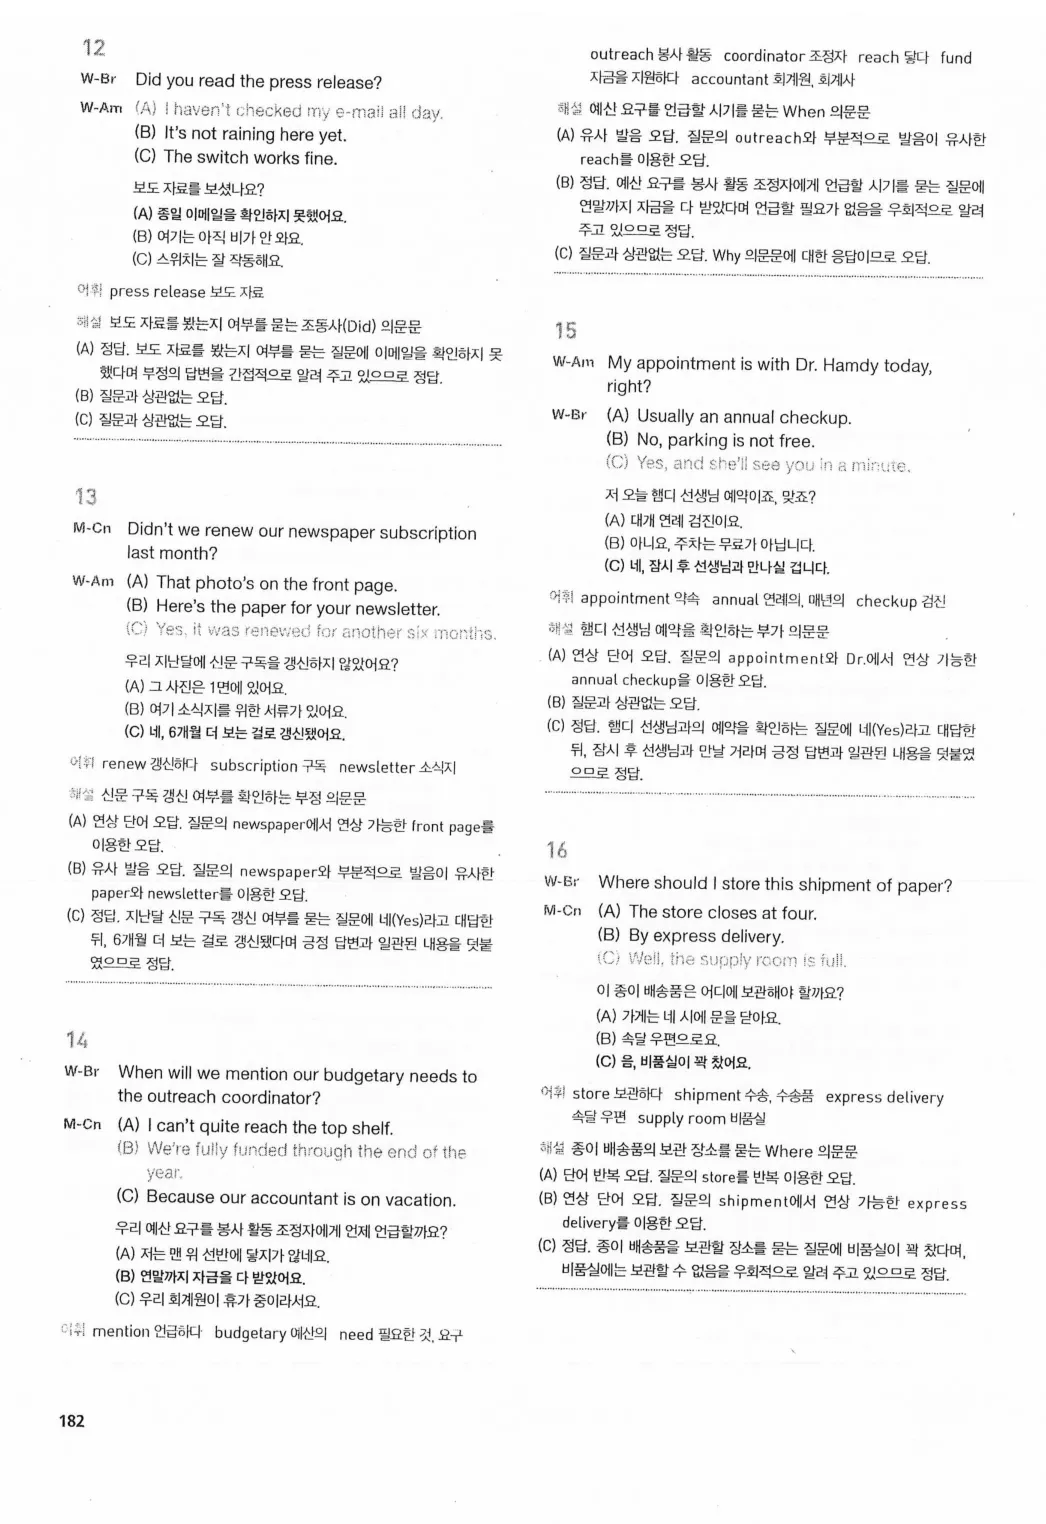 12
W-Br Did you read the press release?
W-Am (A) I haven't checked my e-mail all day.
(B) It's not raining here yet.
(C) The switch works fine.
보도 자료를 보셨나요?
(A) 종일 이메일을 확인하지 못했어요.
(B) 여기는 아직 비가 안 와요.
(C) 스위치는 잘 작동해요.
어휘 press release 보도 자료
해설 보도 자료를 봤는지 여부를 묻는 조동사(Did) 의문문
(A) 정답. 보도 자료를 봤는지 여부를 묻는 질문에 이메일을 확인하지 못
했다며 부정의 답변을 간접적으로 알려 주고 있으므로 정답.
(B) 질문과 상관없는 오답.
(C) 질문과 상관없는 오답.
13
M-Cn Didn't we renew our newspaper subscription
last month?
W-Am (A) That photo's on the front page.
(B) Here's the paper for your newsletter.
(C) Yes, it was renewed for another six months.
우리 지난달에 신문 구독을 갱신하지 않았어요?
(A) 그 사진은 1면에 있어요.
(B) 여기 소식지를 위한 서류가 있어요.
(C) 네, 6개월 더 보는 걸로 갱신됐어요.
어휘 renew 갱신하다 subscription 구독 newsletter 소식지
해설 신문 구독 갱신 여부를 확인하는 부정 의문문
(A) 연상 단어 오답. 질문의 newspaper에서 연상 가능한 front page를
이용한 오답.
(B) 유사 발음 오답. 질문의 newspaper와 부분적으로 발음이 유사한
paper와 newsletter를 이용한 오답.
(C) 정답. 지난달 신문 구독 갱신 여부를 묻는 질문에 네(Yes)라고 대답한
뒤, 6개월 더 보는 걸로 갱신됐다며 긍정 답변과 일관된 내용을 덧붙
였으므로 정답.
14
W-Br When will we mention our budgetary needs to
the outreach coordinator?
M-Cn (A) I can't quite reach the top shelf.
(B) We're fully funded through the end of the
year.
(C) Because our accountant is on vacation.
우리 예산 요구를 봉사 활동 조정자에게 언제 언급할까요?
(A) 저는 맨 위 선반에 닿지가 않네요.
(B) 연말까지 자금을 다 받았어요.
(C) 우리 회계원이 휴가 중이라서요.
어휘 mention 언급하다 budgetary 예산의 need 필요한 것, 요구
outreach 봉사 활동 coordinator 조정자 reach 닿다 fund
자금을 지원하다 accountant 회계원, 회계사
해설 예산 요구를 언급할 시기를 묻는 When 의문문
(A) 유사 발음 오답. 질문의 outreach와 부분적으로 발음이 유사한
reach를 이용한 오답.
(B) 정답. 예산 요구를 봉사 활동 조정자에게 언급할 시기를 묻는 질문에
연말까지 자금을 다 받았다며 언급할 필요가 없음을 우회적으로 알려
주고 있으므로 정답.
(C) 질문과 상관없는 오답. Why 의문문에 대한 응답이므로 오답.
15
W-Am My appointment is with Dr. Hamdy today,
right?
W-Br (A) Usually an annual checkup.
(B) No, parking is not free.
(C) Yes, and she'll see you in a minute.
저 오늘 햄디 선생님 예약이죠, 맞죠?
(A) 대개 연례 검진이요.
(B) 아니요, 주차는 무료가 아닙니다.
(C) 네, 잠시 후 선생님과 만나실 겁니다.
어휘 appointment 약속 annual 연례의, 매년의 checkup 검진
해설 햄디 선생님 예약을 확인하는 부가 의문문
(A) 연상 단어 오답. 질문의 appointment와 Dr.에서 연상 가능한
annual checkup을 이용한 오답.
(B) 질문과 상관없는 오답.
(C) 정답. 햄디 선생님과의 예약을 확인하는 질문에 네(Yes)라고 대답한
뒤, 잠시 후 선생님과 만날 거라며 긍정 답변과 일관된 내용을 덧붙였
으므로 정답.
16
W-Br Where should I store this shipment of paper?
M-Cn (A) The store closes at four.
(B) By express delivery.
(C) Well, the supply room is full.
이 종이 배송품은 어디에 보관해야 할까요?
(A) 가게는 네 시에 문을 닫아요.
(B) 속달 우편으로요.
(C) 음, 비품실이 꽉 찼어요.
어휘 store 보관하다 shipment 수송, 수송품 express delivery
속달 우편 supply room 비품실
해설 종이 배송품의 보관 장소를 묻는 Where 의문문
(A) 단어 반복 오답. 질문의 store를 반복 이용한 오답.
(B) 연상 단어 오답. 질문의 shipment에서 연상 가능한 express
delivery를 이용한 오답.
(C) 정답. 종이 배송품을 보관할 장소를 묻는 질문에 비품실이 꽉 찼다며,
비품실에는 보관할 수 없음을 우회적으로 알려 주고 있으므로 정답.
182